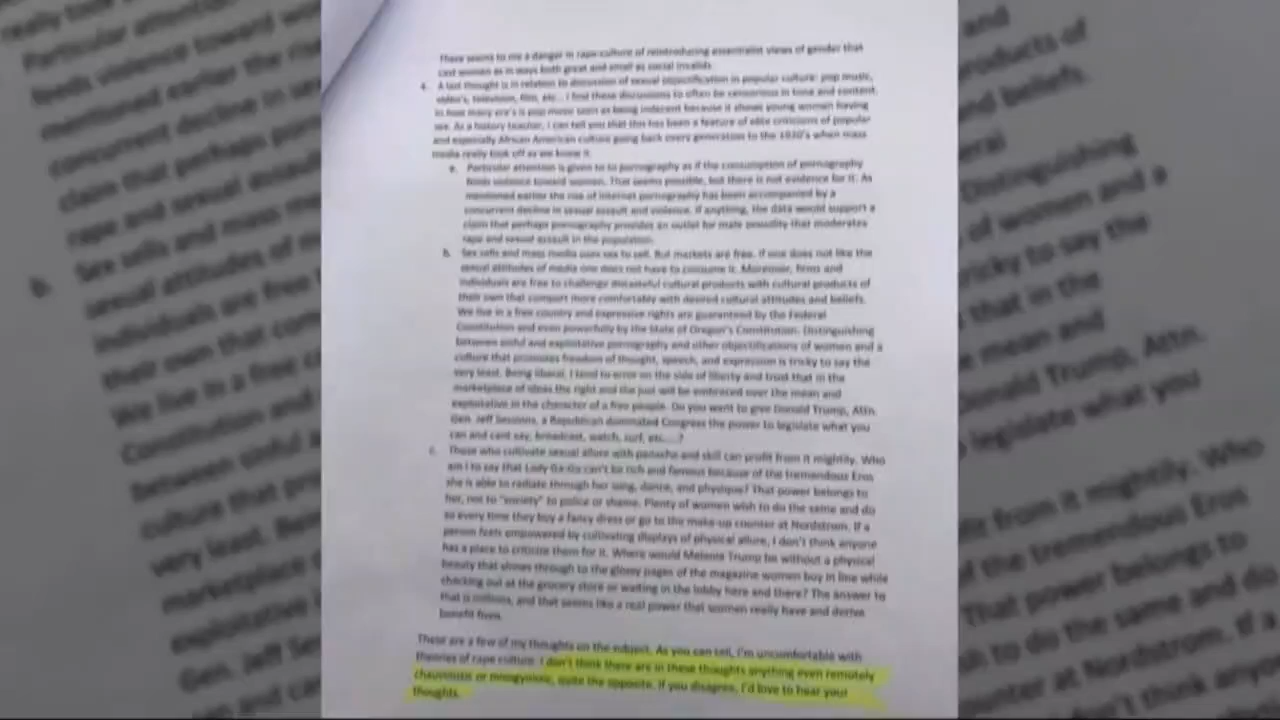 There seems to me a danger in rape-culture of reintroducing essentialist views of gender that
cast women as in ways both great and small as social invalids.
4. A last thought is in relation to discussion of sexual objectification in popular culture: pop music,
video's, television, film, etc... I find these discussions to often be censorious in tone and content.
In how many era's is pop music seen as being indecent because it shows young women having
sex. As a history teacher, I can tell you that this has been a feature of elite criticisms of popular
and especially African American culture going back every generation to the 1920's when mass
media really took off as we know it.
a. Particular attention is given to to pornography as if the consumption of pornography
feeds violence toward women. That seems possible, but there is not evidence for it. As
mentioned earlier the rise of internet pornography has been accompanied by a
concurrent decline in sexual assault and violence. If anything, the data would support a
claim that perhaps pornography provides an outlet for male sexuality that moderates
rape and sexual assault in the population.
b. Sex sells and mass media uses sex to sell. But markets are free. If one does not like the
sexual attitudes of media one does not have to consume it. Moreover, firms and
individuals are free to challenge distasteful cultural products with cultural products of
their own that comport more comfortably with desired cultural attitudes and beliefs.
We live in a free country and expressive rights are guaranteed by the Federal
Constitution and even powerfully by the State of Oregon's Constitution. Distinguishing
between sinful and exploitative pornography and other objectifications of women and a
culture that promotes freedom of thought, speech, and expression is tricky to say the
very least. Being liberal, I tend to error on the side of liberty and trust that in the
marketplace of ideas the right and the just will be embraced over the mean and
exploitative in the character of a free people. Do you want to give Donald Trump, Attn.
Gen. Jeff Sessions, a Republican dominated Congress the power to legislate what you
can and cant say, broadcast, watch, surf, etc....?
c. Those who cultivate sexual allure with panache and skill can profit from it mightily. Who
am I to say that Lady Ga-Ga can't be rich and famous because of the tremendous Eros
she is able to radiate through her song, dance, and physique? That power belongs to
her, not to "society" to police or shame. Plenty of women wish to do the same and do
so every time they buy a fancy dress or go to the make-up counter at Nordstrom. If a
person feels empowered by cultivating displays of physical allure, I don't think anyone
has a place to criticize them for it. Where would Melania Trump be without a physical
beauty that shines through to the glossy pages of the magazine women buy in line while
checking out at the grocery store or waiting in the lobby here and there? The answer to
that is millions, and that seems like a real power that women really have and derive
benefit from.
These are a few of my thoughts on the subject. As you can tell, I'm uncomfortable with
theories of rape culture. I don't think there are in these thoughts anything even remotely
chauvinistic or misogynistic, quite the opposite. If you disagree, I'd love to hear your
thoughts.